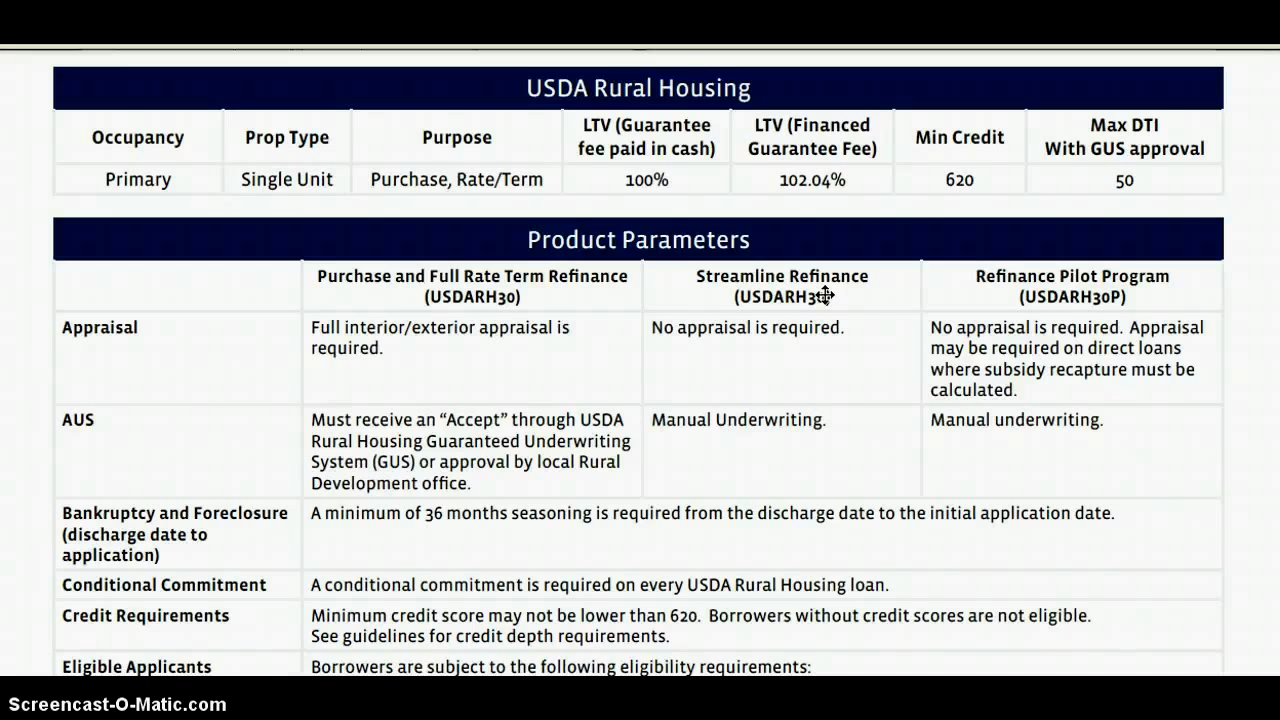 USDA Rural Housing
Occupancy
Prop Type
Purpose
LTV (Guarantee
fee paid in cash)
LTV (Financed
Guarantee Fee)
Min Credit
Max DTI
With GUS approval
Primary
Single Unit
Purchase, Rate/Term
100%
102.04%
620
50
Product Parameters
Purchase and Full Rate Term Refinance
(USDARH30)
Streamline Refinance
Refinance Pilot Program
(USDARH30P)
Appraisal
Full interior/exterior appraisal is
required.
No appraisal is required.
No appraisal is required. Appraisal
may be required on direct loans
where subsidy recapture must be
calculated.
AUS
Must receive an “Accept” through USDA
Rural Housing Guaranteed Underwriting
System (GUS) or approval by local Rural
Development office.
Manual Underwriting.
Manual underwriting.
Bankruptcy and Foreclosure
(discharge date to
application)
A minimum of 36 months seasoning is required from the discharge date to the initial application date.
Conditional Commitment
A conditional commitment is required on every USDA Rural Housing loan.
Credit Requirements
Minimum credit score may not be lower than 620. Borrowers without credit scores are not eligible.
See guidelines for credit depth requirements.
Eligible Applicants
Borrowers are subject to the following eligibility requirements:
Screencast-O-Matic.com